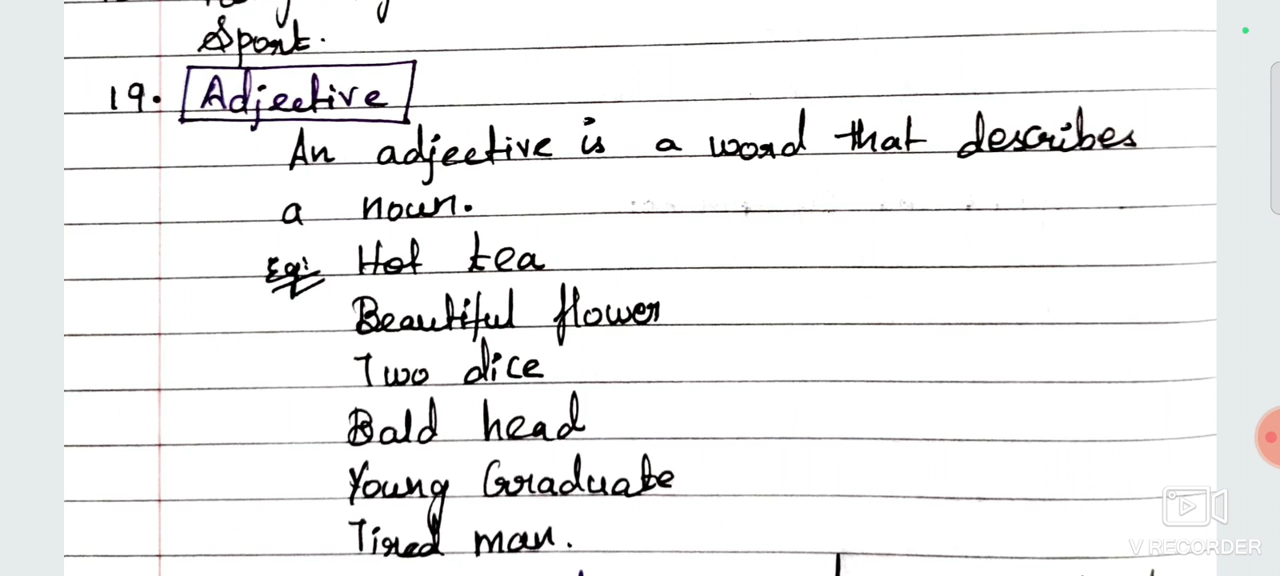 Sport.
19. Adjective
An adjective is a word that describes
a noun.
Eg: Hot tea
Beautiful flower
Two dice
Bald head
Young Graduate
Tired man.
V RECORDER